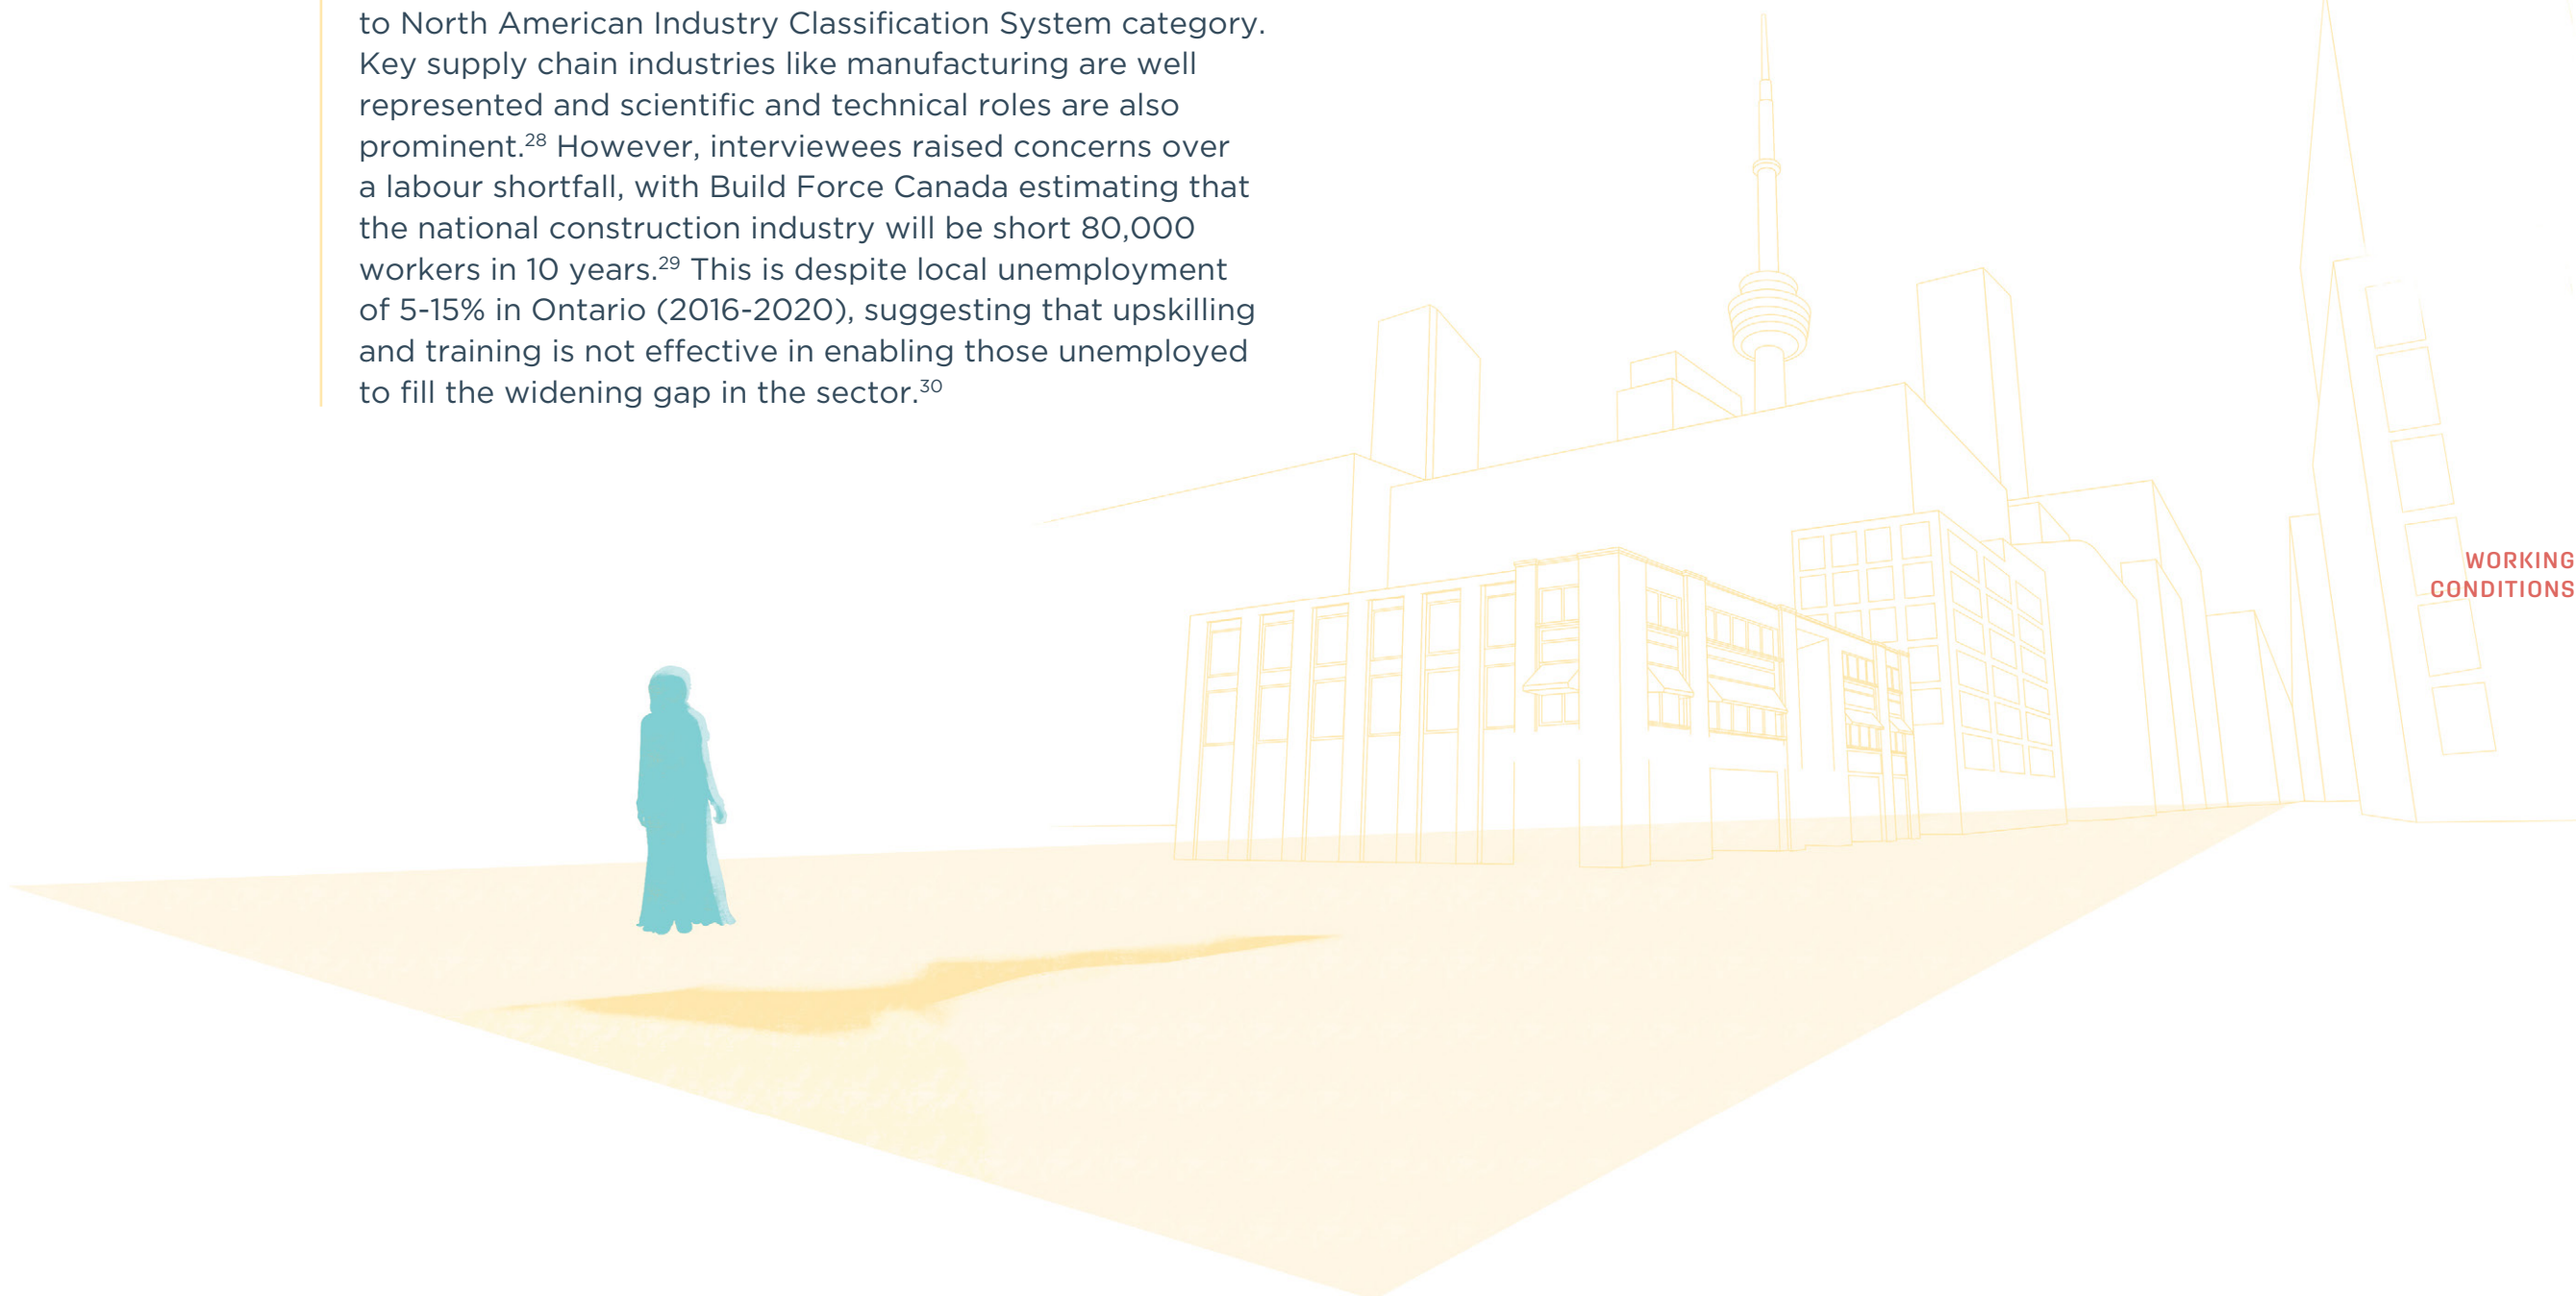 to North American Industry Classification System category.
Key supply chain industries like manufacturing are well
represented and scientific and technical roles are also
prominent.28 However, interviewees raised concerns over
a labour shortfall, with Build Force Canada estimating that
the national construction industry will be short 80,000
workers in 10 years.29 This is despite local unemployment
of 5-15% in Ontario (2016-2020), suggesting that upskilling
and training is not effective in enabling those unemployed
to fill the widening gap in the sector.30
WORKING
CONDITIONS